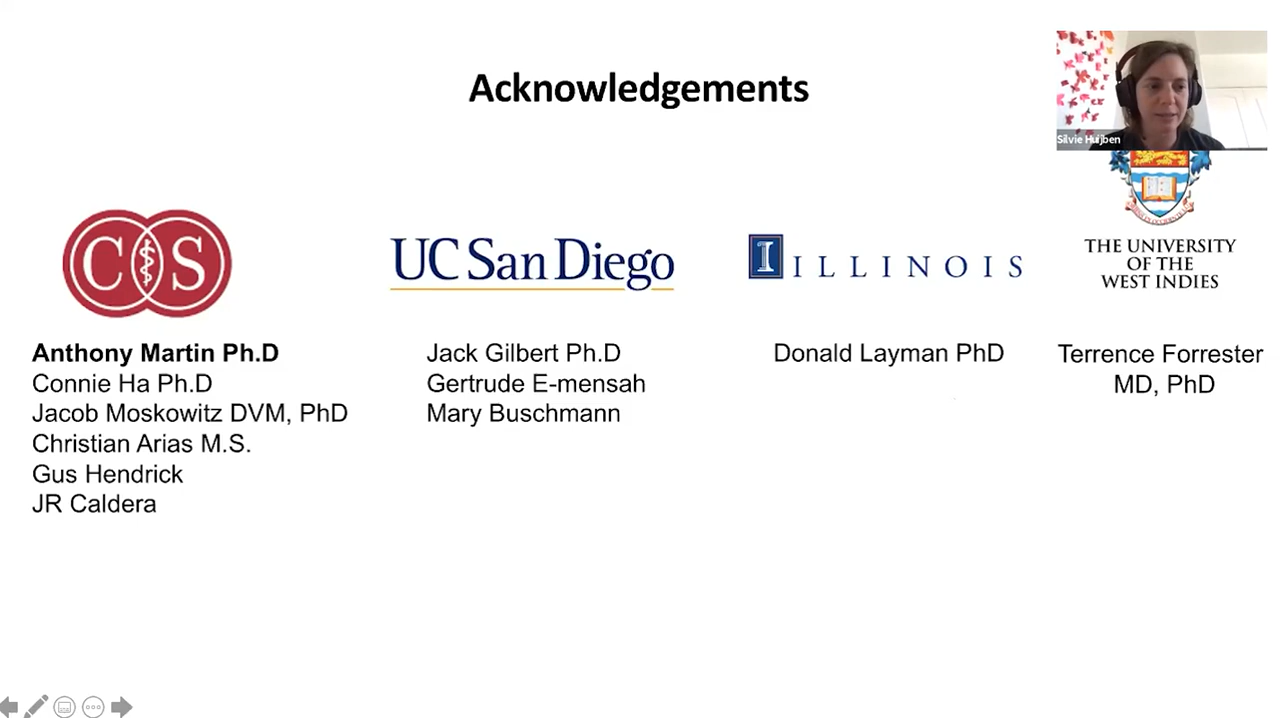 Acknowledgements
Silvie Huijben
C S
UC San Diego
I ILLINOIS
THE UNIVERSITY
OF THE
WEST INDIES
Anthony Martin Ph.D
Connie Ha Ph.D
Jacob Moskowitz DVM, PhD
Christian Arias M.S.
Gus Hendrick
JR Caldera
Jack Gilbert Ph.D
Gertrude E-mensah
Mary Buschmann
Donald Layman PhD
Terrence Forrester
MD, PhD